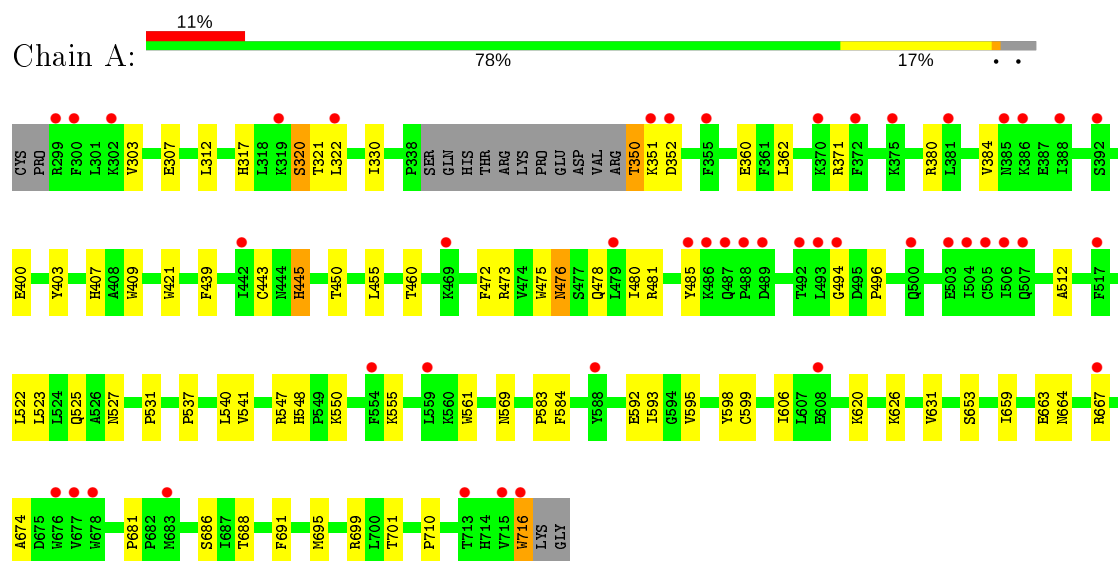 11%
Chain A:
78% 17% • •
CYS PRO R299 F300 L301 K302 V303 E307 L312 H317 L318 K319 S320 T321 L322 I330 P338 SER GLN HIS THR ARG LYS PRO GLU ASP VAL ARG T350 K351 D352 F355 E360 F361 L362 K370 R371 F372 K375 R380 L381 V384 N385 K386 E387 I388 S392
E400 Y403 H407 A408 W409 W421 F439 I442 C443 N444 H445 T450 L455 T460 K469 F472 R473 V474 W475 N476 S477 Q478 L479 I480 R481 Y485 K486 Q487 P488 D489 T492 L493 G494 D495 P496 Q500 E503 I504 C505 I506 Q507 A512 F517
L522 L523 L524 Q525 A526 N527 P531 P537 L540 V541 R547 H548 P549 K550 F554 K555 L559 K560 W561 N569 P583 F584 Y588 E592 I593 G594 V595 Y598 C599 I606 L607 E608 K620 K626 V631 S653 I659 E663 N664 R667
A674 D675 W676 V677 W678 P681 P682 M683 S686 I687 T688 F691 M695 R699 L700 T701 P710 T713 H714 V715 W716 LYS GLY